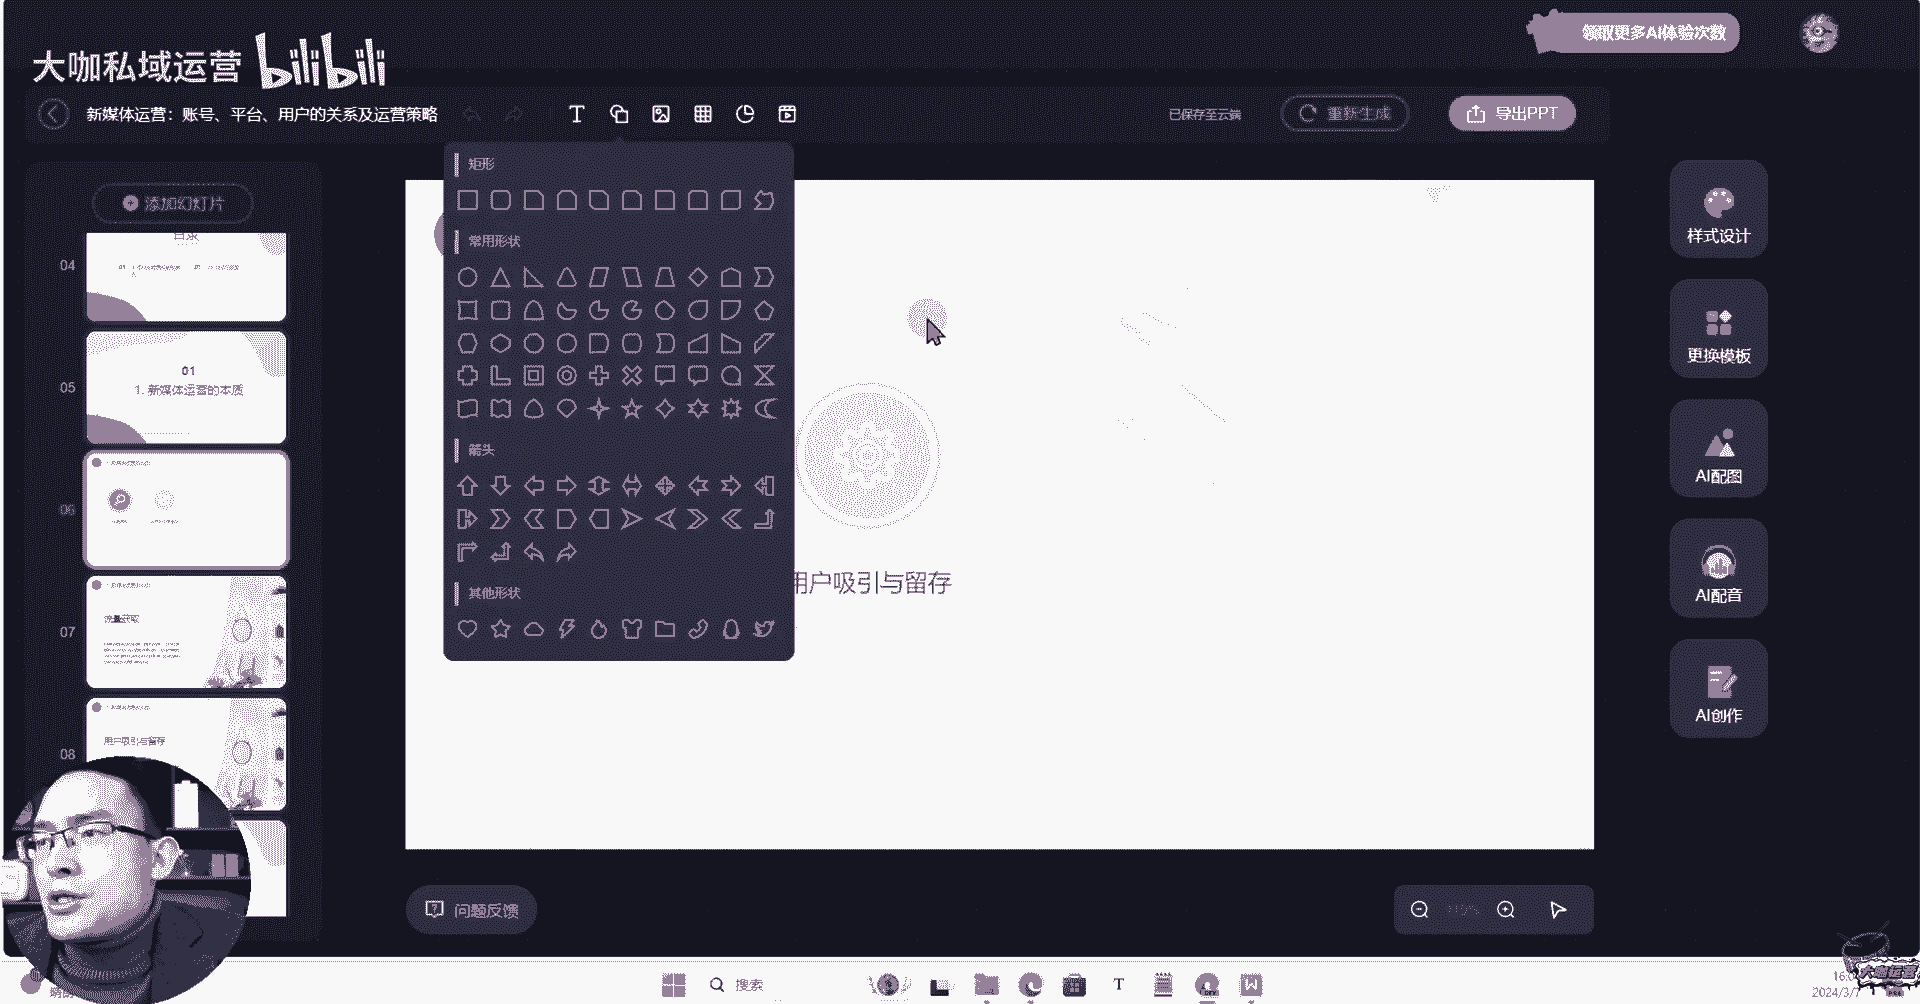 领取更多AI体验次数
大咖私域运营 bilibili
新媒体运营：账号、平台、用户的关系及运营策略
T
已保存至云端
重新生成
导出PPT
添加幻灯片
04
目录
05
01
1. 新媒体运营的本质
06
07
流量获取
08
用户吸引与留存
矩形
常用形状
箭头
其他形状
用户吸引与留存
样式设计
更换模板
AI配图
AI配音
AI创作
问题反馈
搜索
T
W
2024/3/7
大咖运营